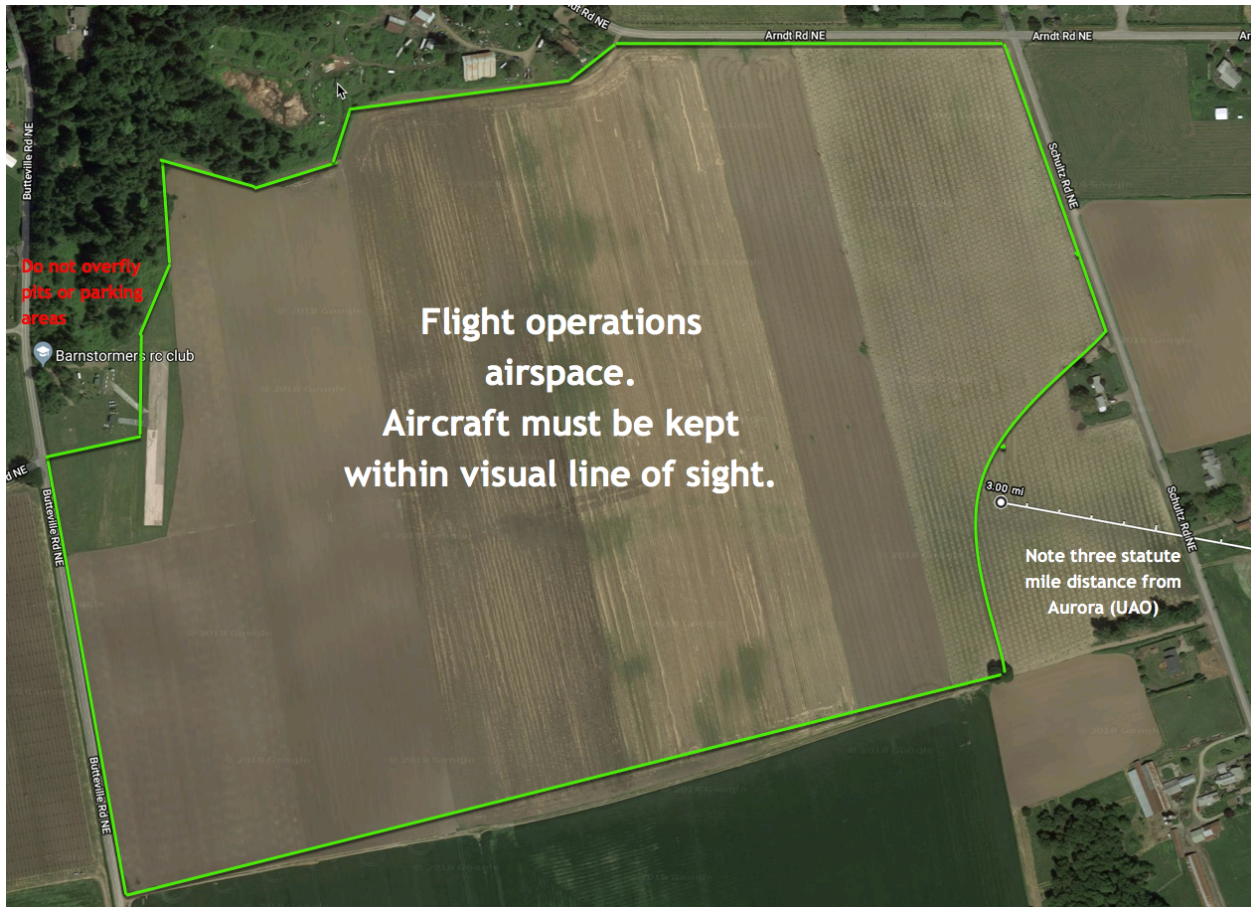 Arndt Rd NE
Arndt Rd NE
Butteville Rd NE
Schultz Rd NE
Do not overfly
pits or parking
areas
Barnstormers rc club
Flight operations
airspace.
Aircraft must be kept
within visual line of sight.
3.00 mi
Note three statute
mile distance from
Aurora (UAO)
Schultz Rd NE
Butteville Rd NE
Butteville Rd NE